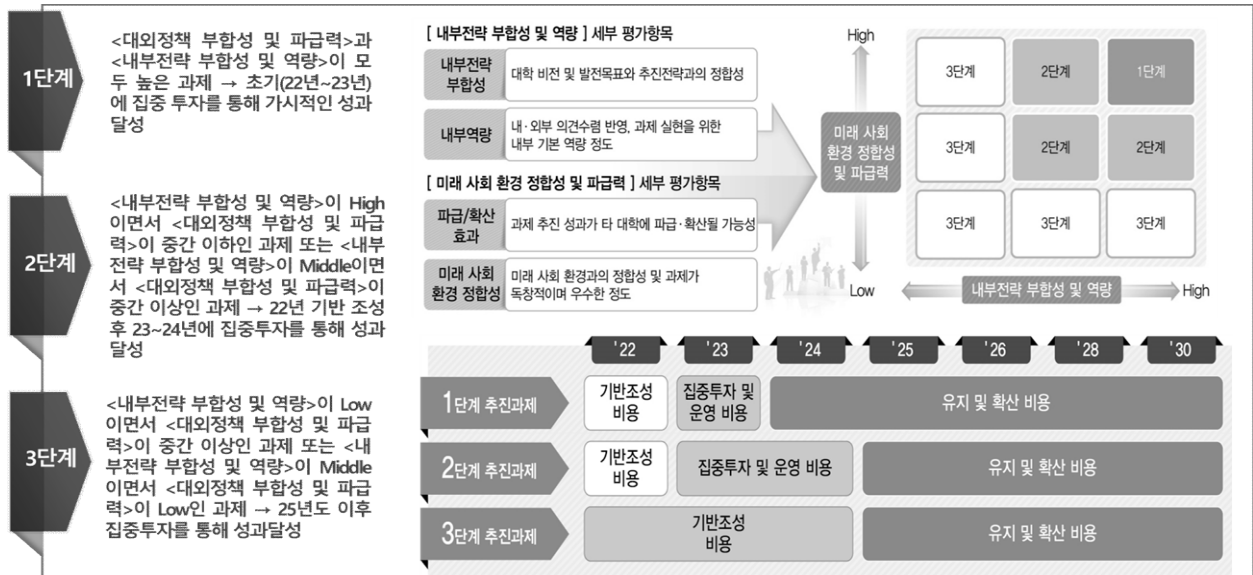 1단계
<대외정책 부합성 및 파급력>과
<내부전략 부합성 및 역량>이 모
두 높은 과제 → 초기(22년~23년)
에 집중 투자를 통해 가시적인 성과
달성
2단계
<내부전략 부합성 및 역량>이 High
이면서 <대외정책 부합성 및 파급
력>이 중간 이하인 과제 또는 <내부
전략 부합성 및 역량>이 Middle이면
서 <대외정책 부합성 및 파급력>이
중간 이상인 과제 → 22년 기반 조성
후 23~24년에 집중투자를 통해 성과
달성
3단계
<내부전략 부합성 및 역량>이 Low
이면서 <대외정책 부합성 및 파급
력>이 중간 이상인 과제 또는 <내
부전략 부합성 및 역량>이 Middle
이면서 <대외정책 부합성 및 파급
력>이 Low인 과제 → 25년도 이후
집중투자를 통해 성과달성
[ 내부전략 부합성 및 역량 ] 세부 평가항목
내부전략
부합성
대학 비전 및 발전목표와 추진전략과의 정합성
내부역량
내·외부 의견수렴 반영, 과제 실현을 위한
내부 기본 역량 정도
[ 미래 사회 환경 정합성 및 파급력 ] 세부 평가항목
파급/확산
효과
과제 추진 성과가 타 대학에 파급·확산될 가능성
미래 사회
환경 정합성
미래 사회 환경과의 정합성 및 과제가
독창적이며 우수한 정도
High
미래 사회
환경 정합성
및 파급력
Low
3단계 2단계 1단계
3단계 2단계 2단계
3단계 3단계 3단계
내부전략 부합성 및 역량
High
'22 '23 '24 '25 '26 '28 '30
1단계 추진과제
기반조성
비용
집중투자 및
운영 비용
유지 및 확산 비용
2단계 추진과제
기반조성
비용
집중투자 및 운영 비용
유지 및 확산 비용
3단계 추진과제
기반조성
비용
유지 및 확산 비용